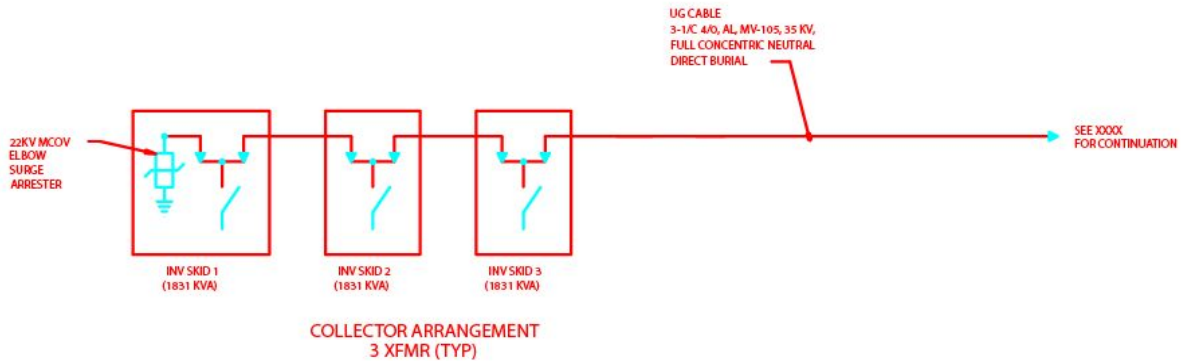 UG CABLE
3-1/C 4/0, AL, MV-105, 35 KV,
FULL CONCENTRIC NEUTRAL
DIRECT BURIAL
22KV MCOV
ELBOW
SURGE
ARRESTER
SEE XXXX
FOR CONTINUATION
INV SKID 1
(1831 KVA)
INV SKID 2
(1831 KVA)
INV SKID 3
(1831 KVA)
COLLECTOR ARRANGEMENT
3 XFMR (TYP)